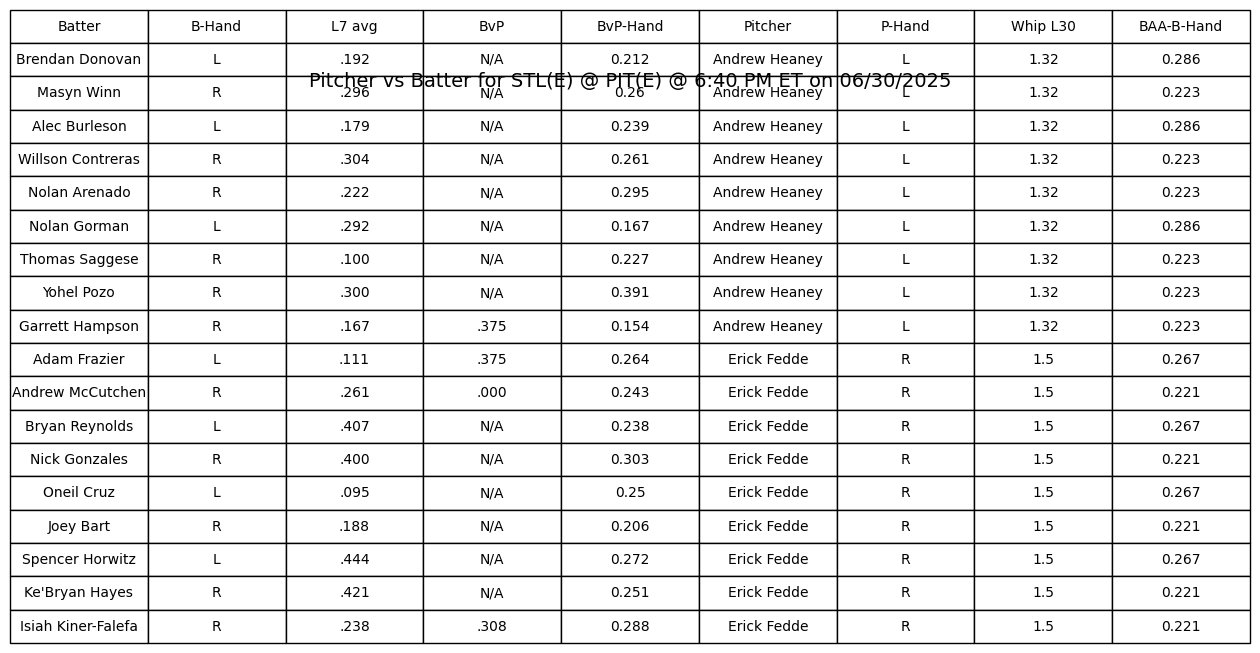 Batter B-Hand L7 avg BvP BvP-Hand Pitcher P-Hand Whip L30 BAA-B-Hand
Brendan Donovan L .192 N/A 0.212 Andrew Heaney L 1.32 0.286
Pitcher vs Batter for STL(E) @ PIT(E) @ 6:40 PM ET on 06/30/2025
Masyn Winn R .296 N/A 0.26 Andrew Heaney L 1.32 0.223
Alec Burleson L .179 N/A 0.239 Andrew Heaney L 1.32 0.286
Willson Contreras R .304 N/A 0.261 Andrew Heaney L 1.32 0.223
Nolan Arenado R .222 N/A 0.295 Andrew Heaney L 1.32 0.223
Nolan Gorman L .292 N/A 0.167 Andrew Heaney L 1.32 0.286
Thomas Saggese R .100 N/A 0.227 Andrew Heaney L 1.32 0.223
Yohel Pozo R .300 N/A 0.391 Andrew Heaney L 1.32 0.223
Garrett Hampson R .167 .375 0.154 Andrew Heaney L 1.32 0.223
Adam Frazier L .111 .375 0.264 Erick Fedde R 1.5 0.267
Andrew McCutchen R .261 .000 0.243 Erick Fedde R 1.5 0.221
Bryan Reynolds L .407 N/A 0.238 Erick Fedde R 1.5 0.267
Nick Gonzales R .400 N/A 0.303 Erick Fedde R 1.5 0.221
Oneil Cruz L .095 N/A 0.25 Erick Fedde R 1.5 0.267
Joey Bart R .188 N/A 0.206 Erick Fedde R 1.5 0.221
Spencer Horwitz L .444 N/A 0.272 Erick Fedde R 1.5 0.267
Ke'Bryan Hayes R .421 N/A 0.251 Erick Fedde R 1.5 0.221
Isiah Kiner-Falefa R .238 .308 0.288 Erick Fedde R 1.5 0.221